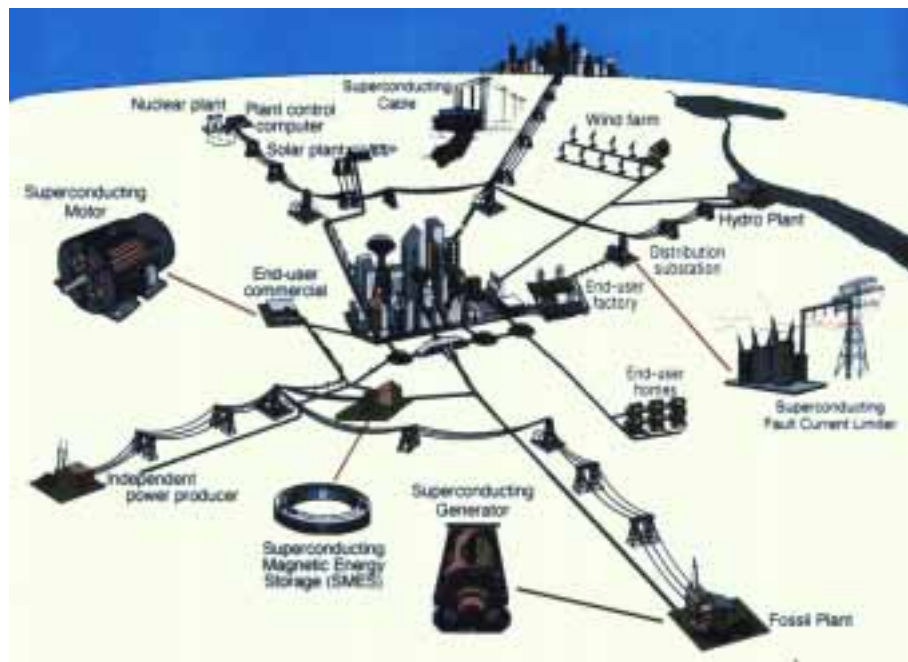 Nuclear plant
Plant control
computer
Solar plant
Superconducting
Cable
Wind farm
Superconducting
Motor
Hydro Plant
End-user
commercial
Distribution
substation
End-user
factory
End-user
homes
Superconducting
Fault Current Limiter
Independent
power producer
Superconducting
Generator
Superconducting
Magnetic Energy
Storage (SMES)
Fossil Plant